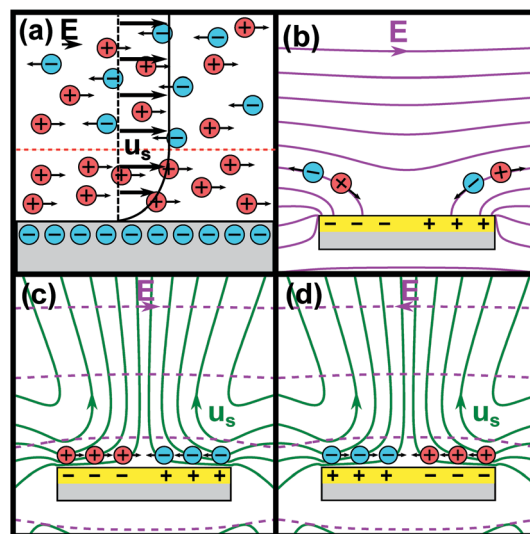 (a)
E
u_s
− − − − − − − − − −
(b)
E
− − − + + +
(c)
E
u_s
+ + + − − −
− − − + + +
(d)
E
u_s
− − − + + +
+ + + − − −